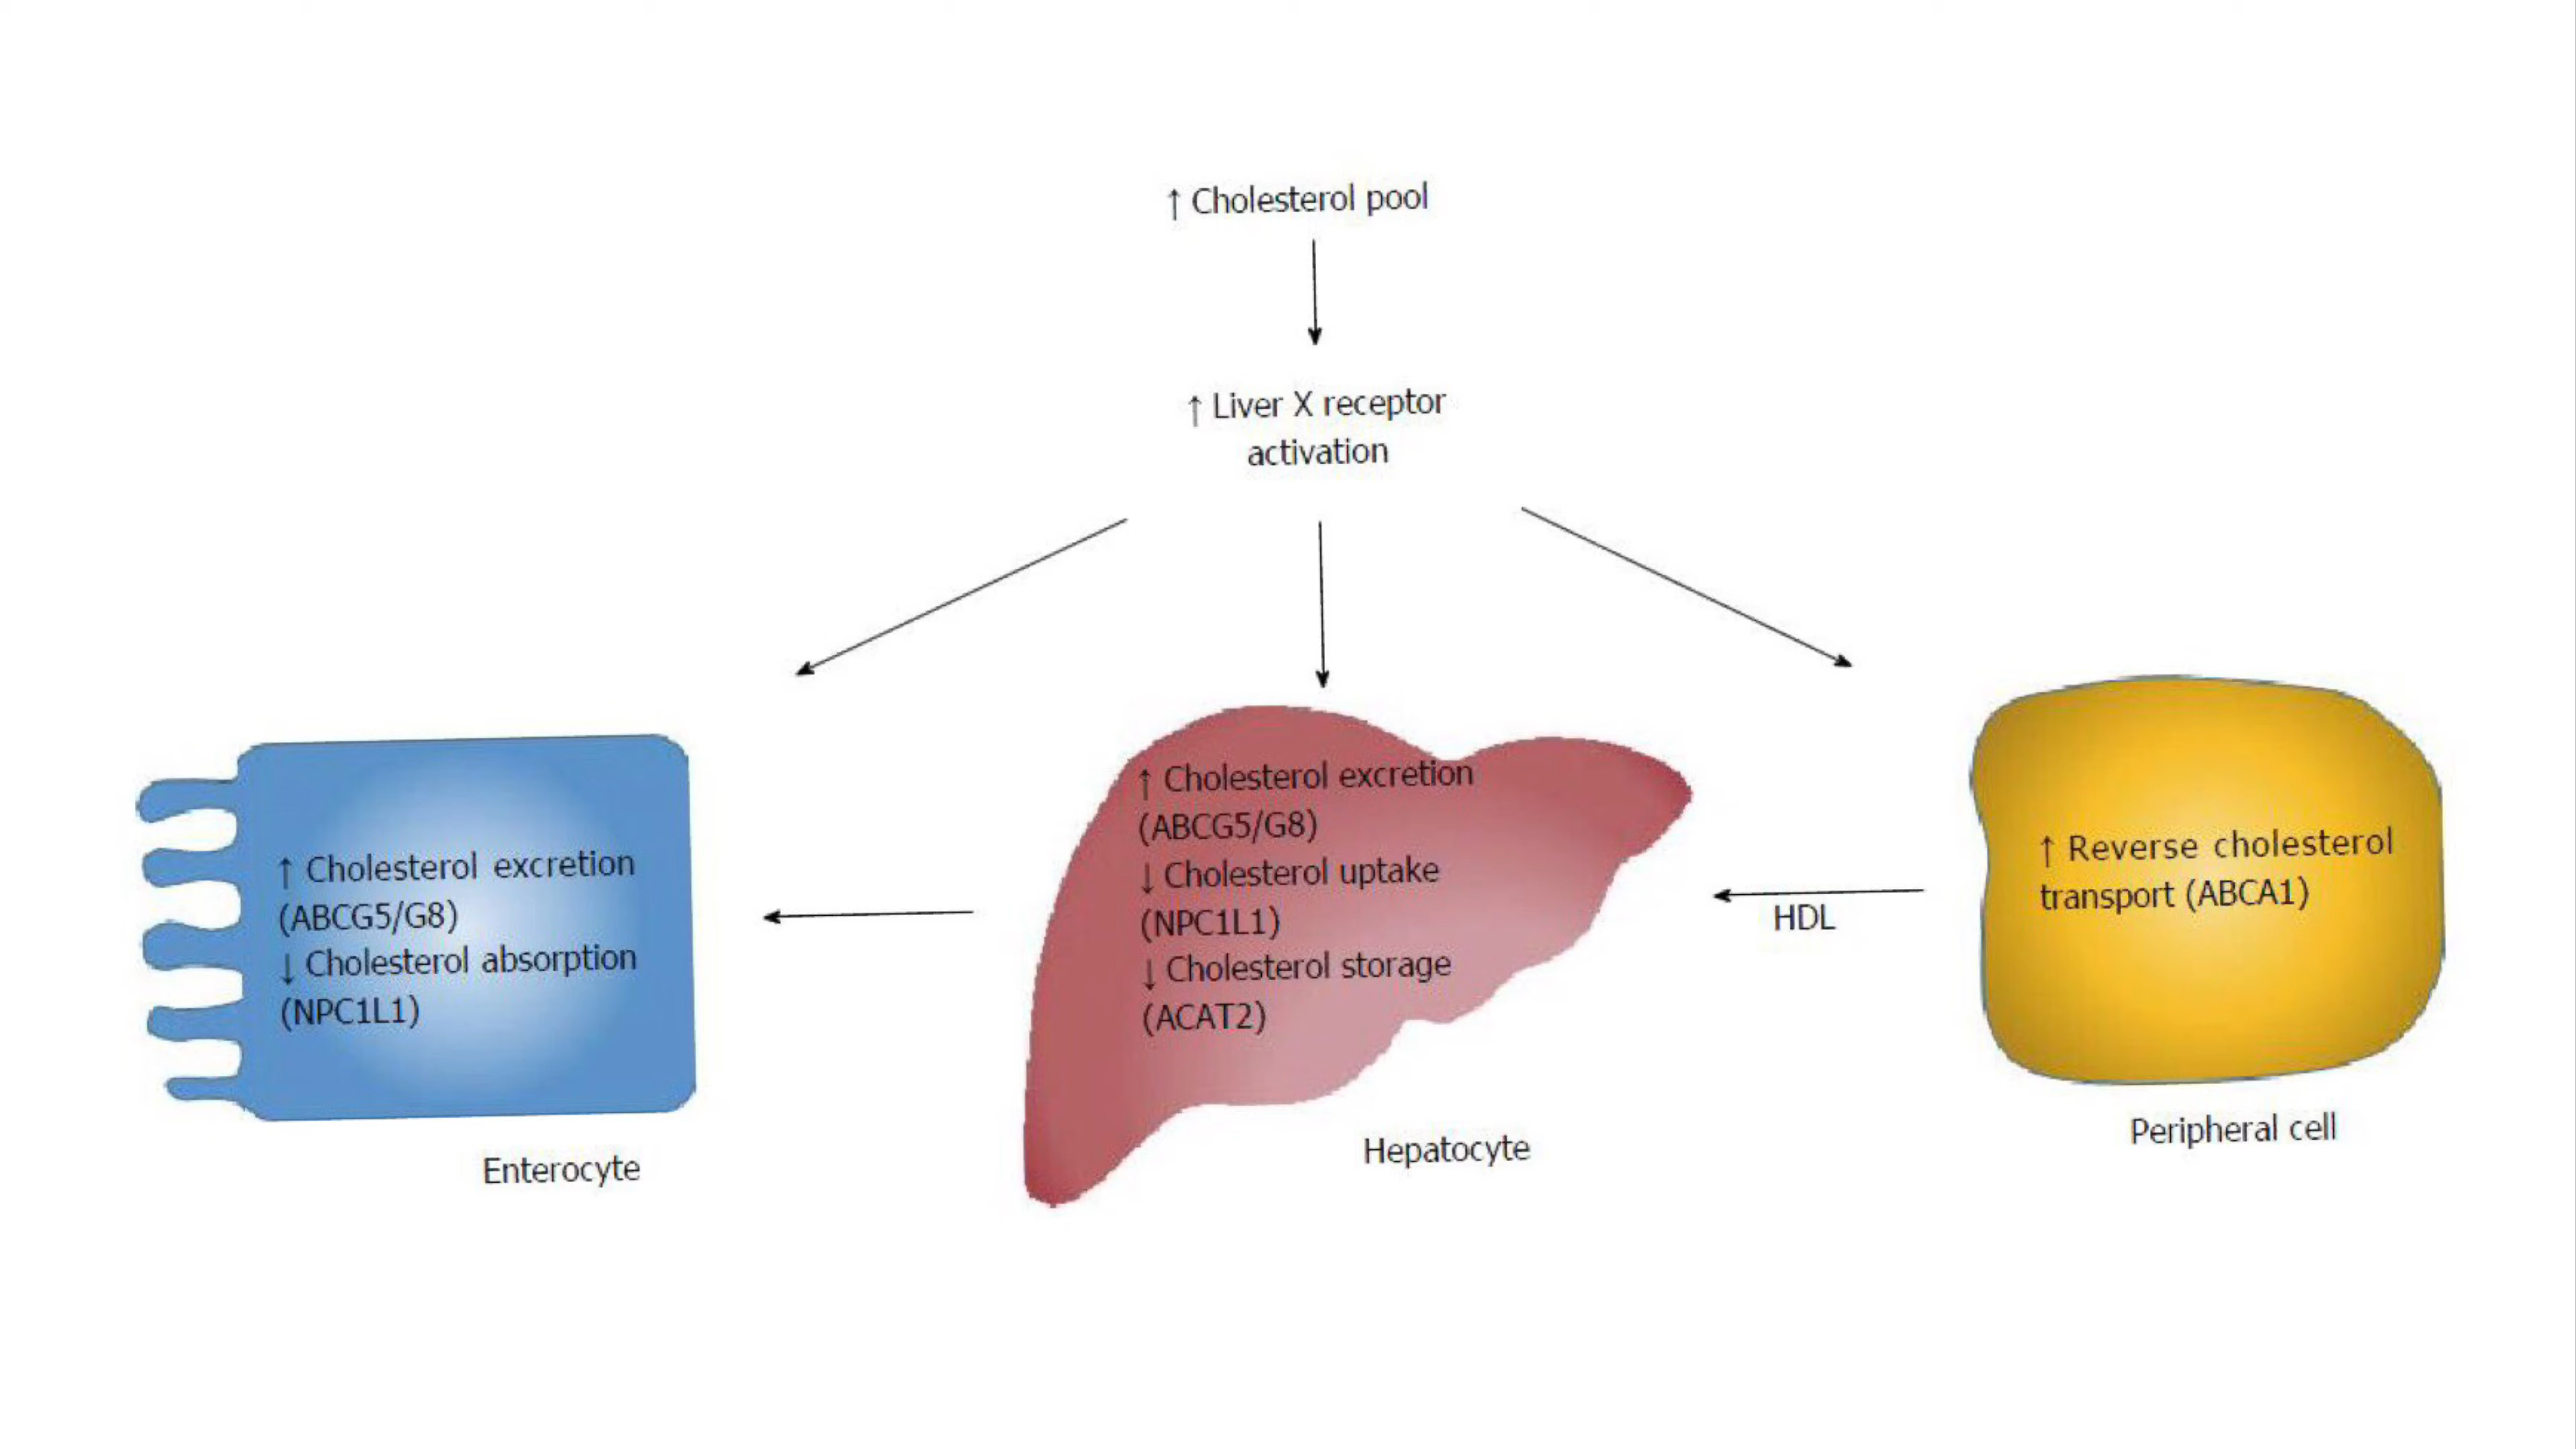 ↑ Cholesterol pool
↑ Liver X receptor
activation
↑ Cholesterol excretion
(ABCG5/G8)
↓ Cholesterol absorption
(NPC1L1)
Enterocyte
↑ Cholesterol excretion
(ABCG5/G8)
↓ Cholesterol uptake
(NPC1L1)
↓ Cholesterol storage
(ACAT2)
Hepatocyte
HDL
↑ Reverse cholesterol
transport (ABCA1)
Peripheral cell